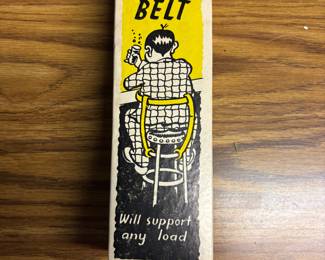 BELT
Will support
any load